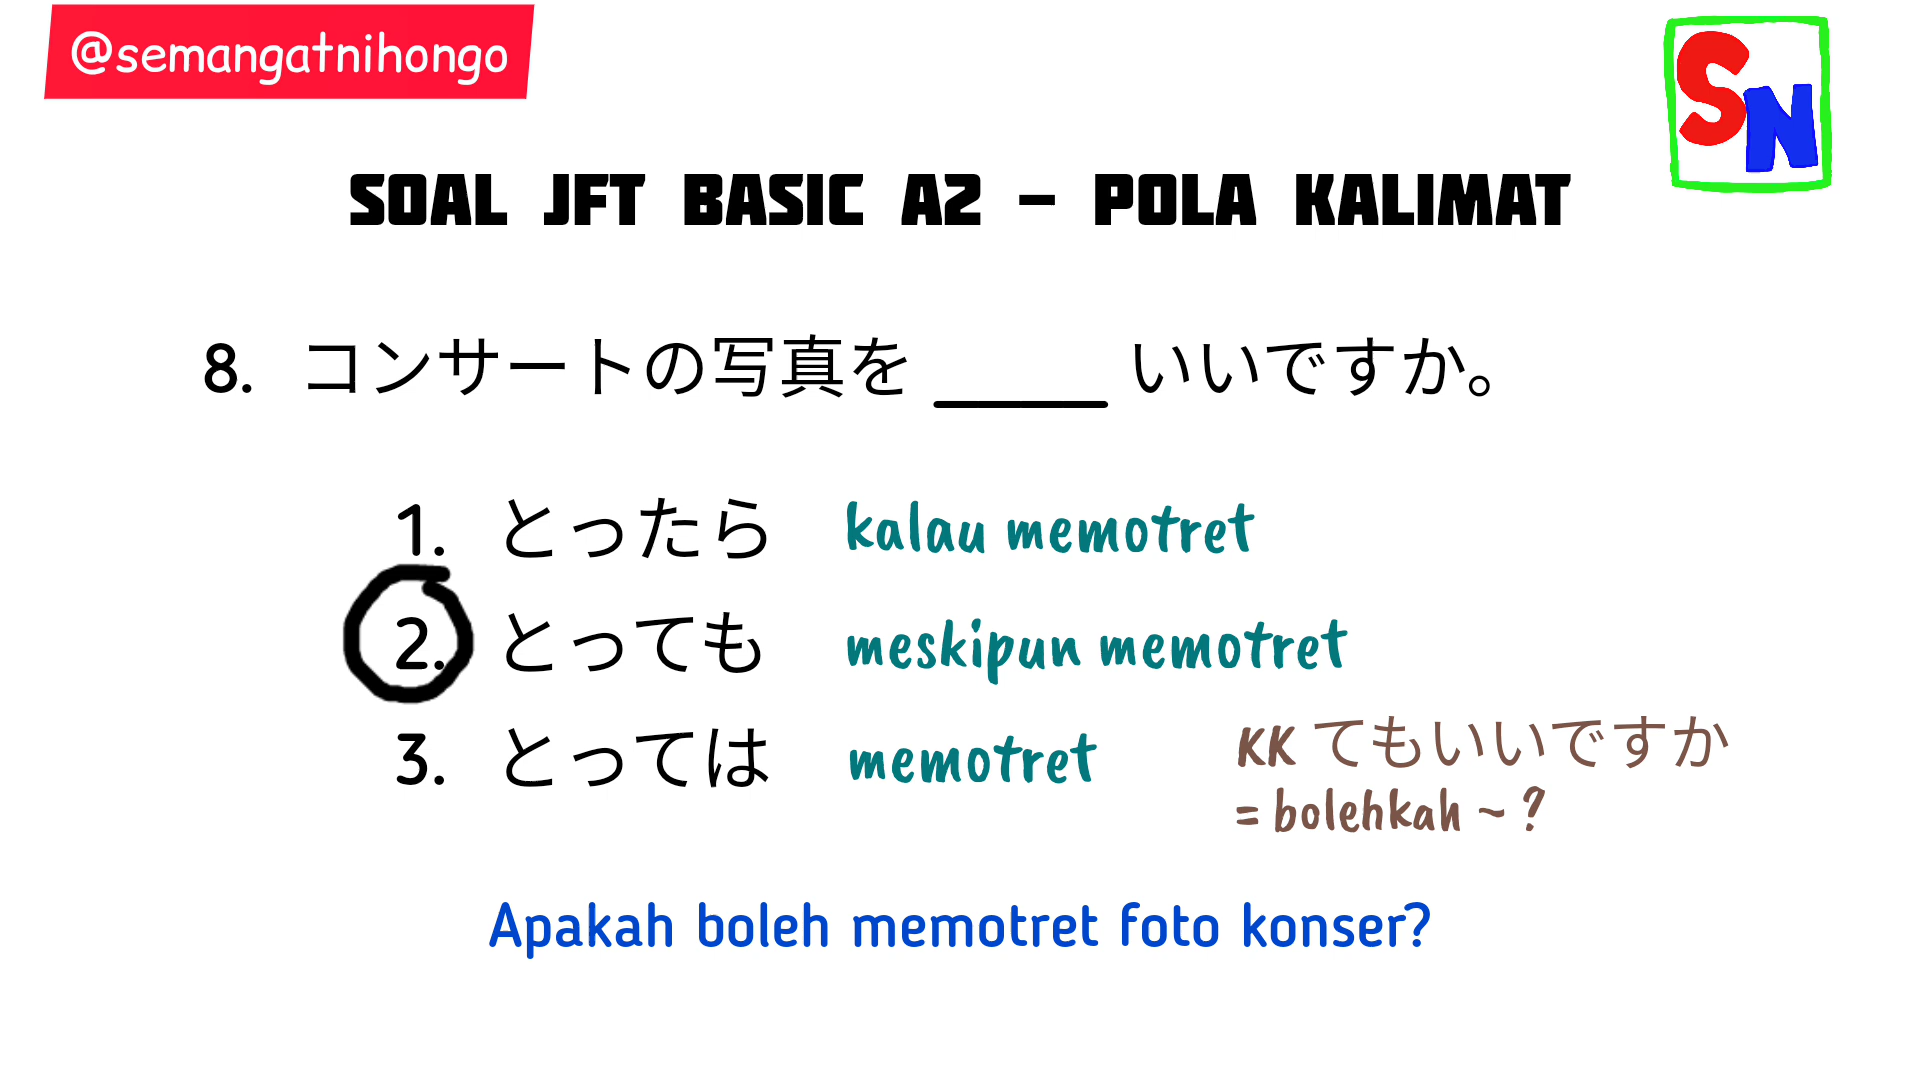 @semangatnihongo
SN
SOAL JFT BASIC A2 - POLA KALIMAT
8. コンサートの写真を _____ いいですか。
1. とったら kalau memotret
2. とっても meskipun memotret
3. とっては memotret
KK てもいいですか
= bolehkah ~ ?
Apakah boleh memotret foto konser?